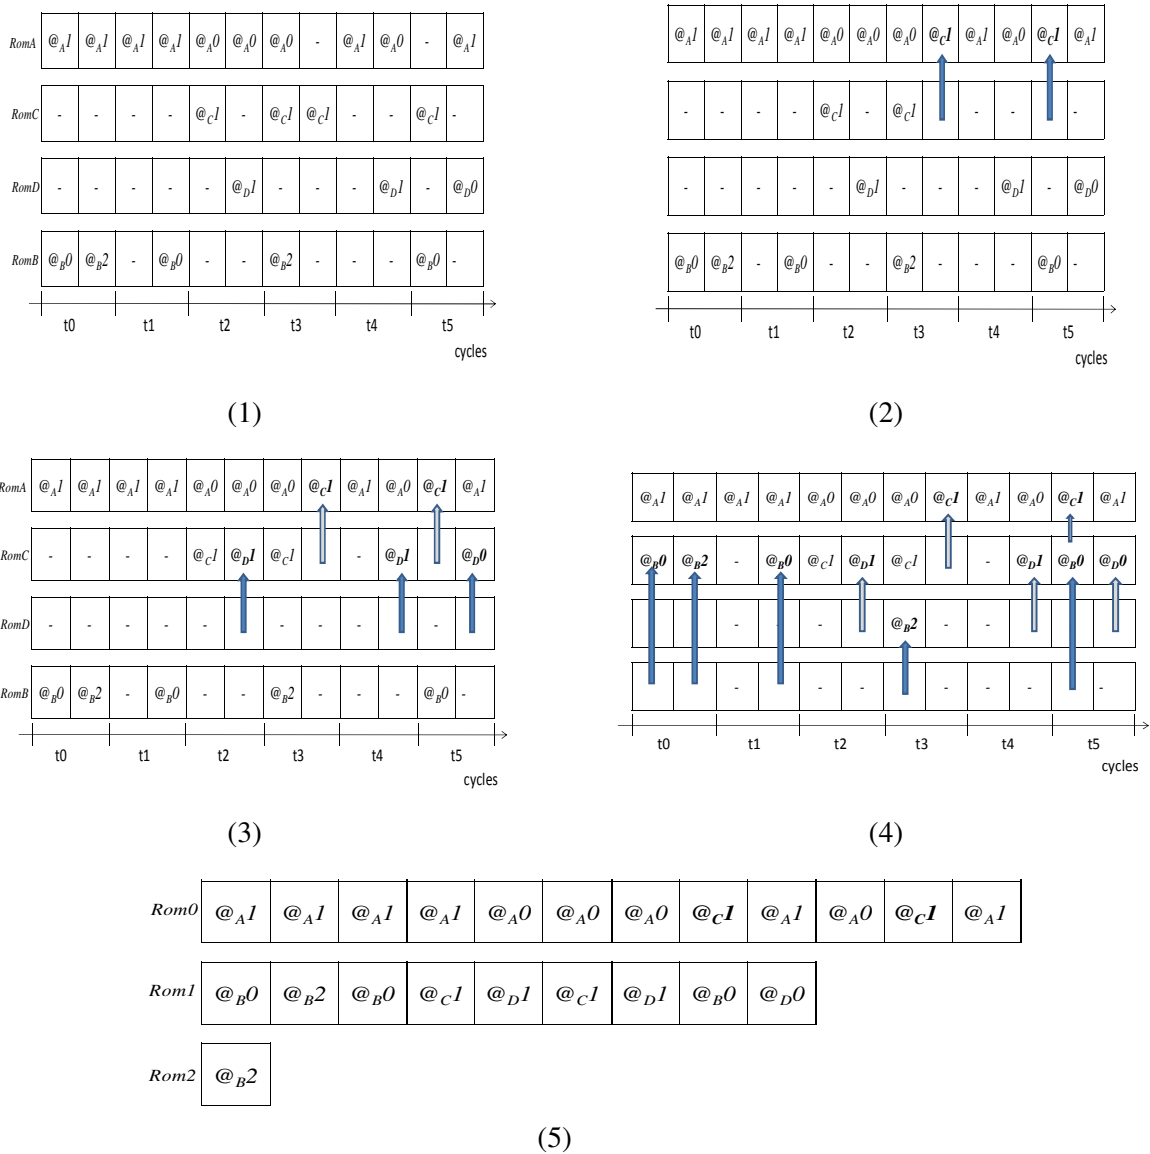 RomA @A1 @A1 @A1 @A1 @A0 @A0 @A0 - @A1 @A0 - @A1
RomC - - - - @C1 - @C1 @C1 - - @C1 -
RomD - - - - - @D1 - - - @D1 - @D0
RomB @B0 @B2 - @B0 - - @B2 - - - @B0 -
t0 t1 t2 t3 t4 t5
cycles
(1)
@A1 @A1 @A1 @A1 @A0 @A0 @A0 @C1 @A1 @A0 @C1 @A1
- - - - @C1 - @C1 - - - -
- - - - - @D1 - - - @D1 - @D0
@B0 @B2 - @B0 - - @B2 - - - @B0 -
t0 t1 t2 t3 t4 t5
cycles
(2)
RomA @A1 @A1 @A1 @A1 @A0 @A0 @A0 @C1 @A1 @A0 @C1 @A1
RomC - - - - @C1 @D1 @C1 - @D1 @D0
RomD - - - - - - - - - - -
RomB @B0 @B2 - @B0 - - @B2 - - - @B0 -
t0 t1 t2 t3 t4 t5
cycles
(3)
@A1 @A1 @A1 @A1 @A0 @A0 @A0 @C1 @A1 @A0 @C1 @A1
@B0 @B2 - @B0 @C1 @D1 @C1 - @D1 @B0 @D0
- - - - - @B2 - - -
- - - - - - - - -
t0 t1 t2 t3 t4 t5
cycles
(4)
Rom0 @A1 @A1 @A1 @A1 @A0 @A0 @A0 @C1 @A1 @A0 @C1 @A1
Rom1 @B0 @B2 @B0 @C1 @D1 @C1 @D1 @B0 @D0
Rom2 @B2
(5)